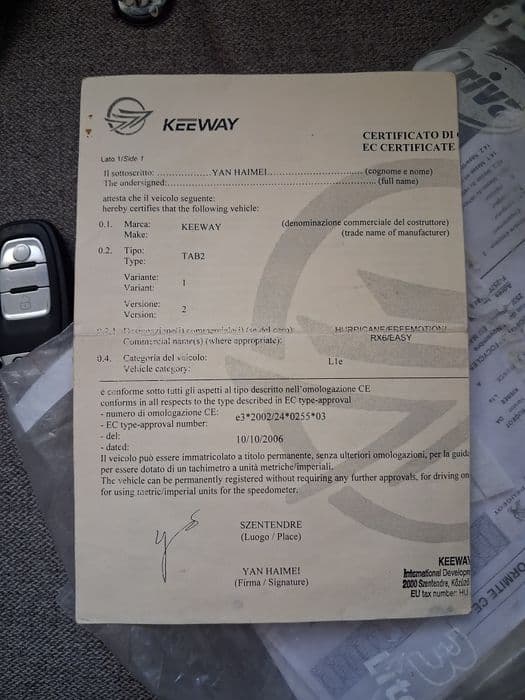 KEEWAY
CERTIFICATO DI
EC CERTIFICATE
Lato 1/Side 1
Il sottoscritto: ..................YAN HAIMEI............................... (cognome e nome)
The undersigned:............................................................... (full name)
attesta che il veicolo seguente:
hereby certifies that the following vehicle:
0.1. Marca: KEEWAY (denominazione commerciale del costruttore)
Make: (trade name of manufacturer)
0.2. Tipo: TAB2
Type:
Variante: 1
Variant:
Versione: 2
Version:
HURRICANE/FREEMOTION/
Commercial name(s) (where appropriate): RX6/EASY
0.4. Categoria del veicolo: L1e
Vehicle category:
è conforme sotto tutti gli aspetti al tipo descritto nell'omologazione CE
conforms in all respects to the type described in EC type-approval
- numero di omologazione CE: e3*2002/24*0255*03
- EC type-approval number:
- del: 10/10/2006
- dated:
Il veicolo può essere immatricolato a titolo permanente, senza ulteriori omologazioni, per la guida
per essere dotato di un tachimetro a unità metriche/imperiali.
The vehicle can be permanently registered without requiring any further approvals, for driving on
for using metric/imperial units for the speedometer.
SZENTENDRE
(Luogo / Place)
YAN HAIMEI
(Firma / Signature)
KEEWAY
International Developm
2000 Szentendre,
EU tax number: HU
ORMITE CE